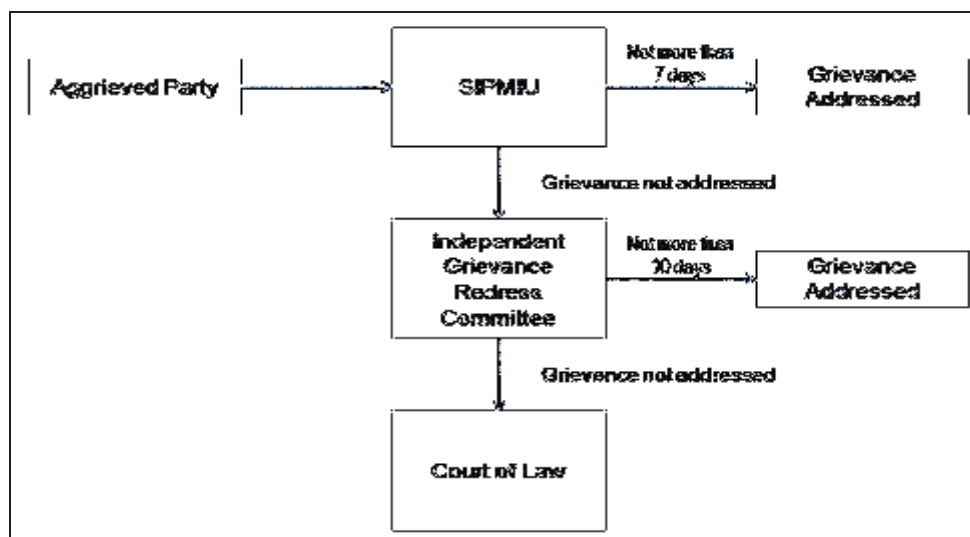 Aggrieved Party
SIPMIU
Not more than
7 days
Grievance
Addressed
Grievance not addressed
Independent
Grievance
Redress
Committee
Not more than
days
Grievance
Addressed
Grievance not addressed
Court of Law